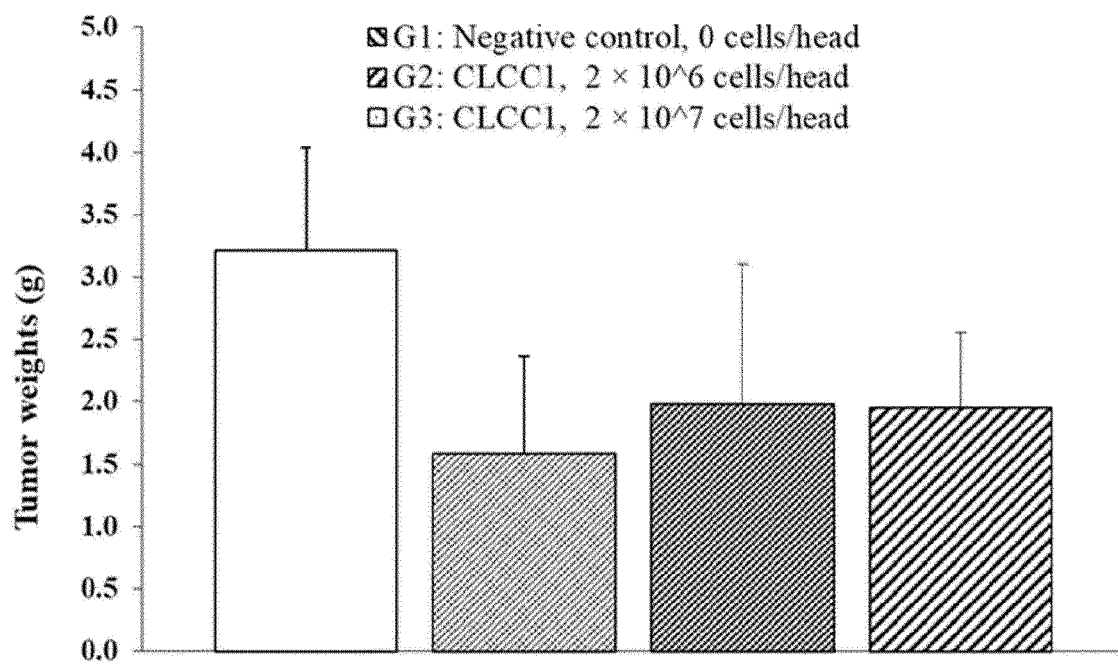 G1: Negative control, 0 cells/head
G2: CLCC1, 2 × 10^6 cells/head
G3: CLCC1, 2 × 10^7 cells/head
Tumor weights (g)
5.0
4.5
4.0
3.5
3.0
2.5
2.0
1.5
1.0
0.5
0.0